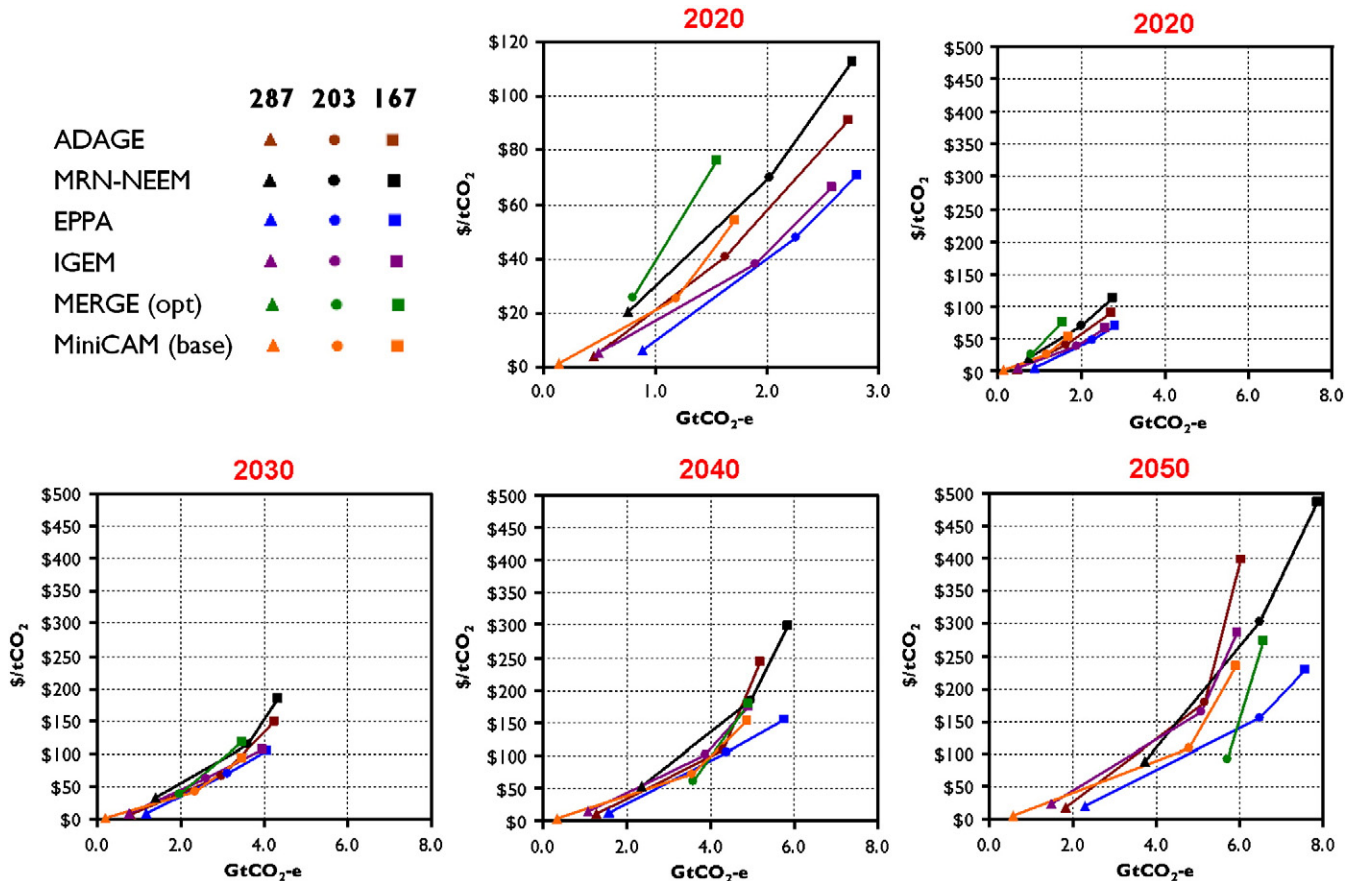 287 203 167
ADAGE
MRN-NEEM
EPPA
IGEM
MERGE (opt)
MiniCAM (base)
2020
$120
$100
$80
$60
$40
$20
$0
$/tCO₂
0.0 1.0 2.0 3.0
GtCO₂-e
2020
$500
$450
$400
$350
$300
$250
$200
$150
$100
$50
$0
$/tCO₂
0.0 2.0 4.0 6.0 8.0
GtCO₂-e
2030
$500
$450
$400
$350
$300
$250
$200
$150
$100
$50
$0
$/tCO₂
0.0 2.0 4.0 6.0 8.0
GtCO₂-e
2040
$500
$450
$400
$350
$300
$250
$200
$150
$100
$50
$0
$/tCO₂
0.0 2.0 4.0 6.0 8.0
GtCO₂-e
2050
$500
$450
$400
$350
$300
$250
$200
$150
$100
$50
$0
$/tCO₂
0.0 2.0 4.0 6.0 8.0
GtCO₂-e